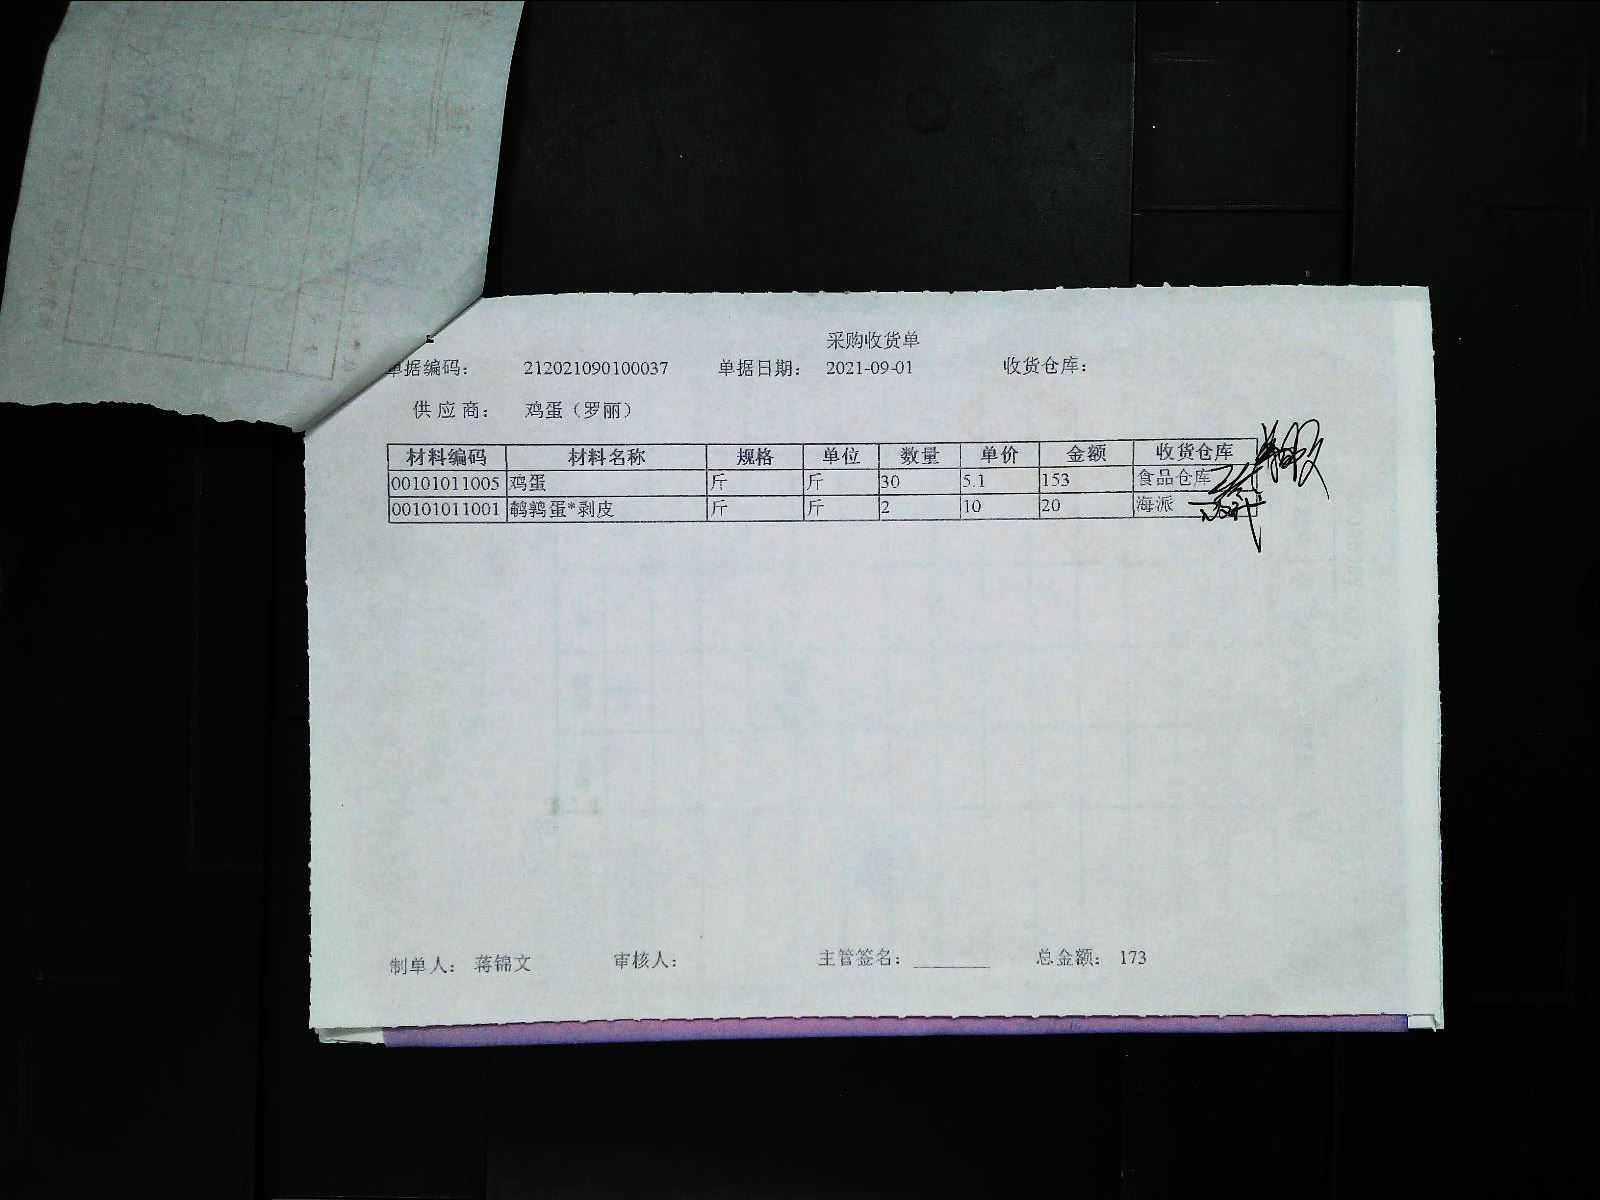 采购收货单
单据编码： 212021090100037 单据日期： 2021-09-01 收货仓库：
供应商： 鸡蛋（罗丽）
材料编码 材料名称 规格 单位 数量 单价 金额 收货仓库
00101011005 鸡蛋 斤 斤 30 5.1 153 食品仓库
00101011001 鹌鹑蛋*剥皮 斤 斤 2 10 20 海派
制单人： 蒋锦文 审核人： 主管签名： 总金额： 173